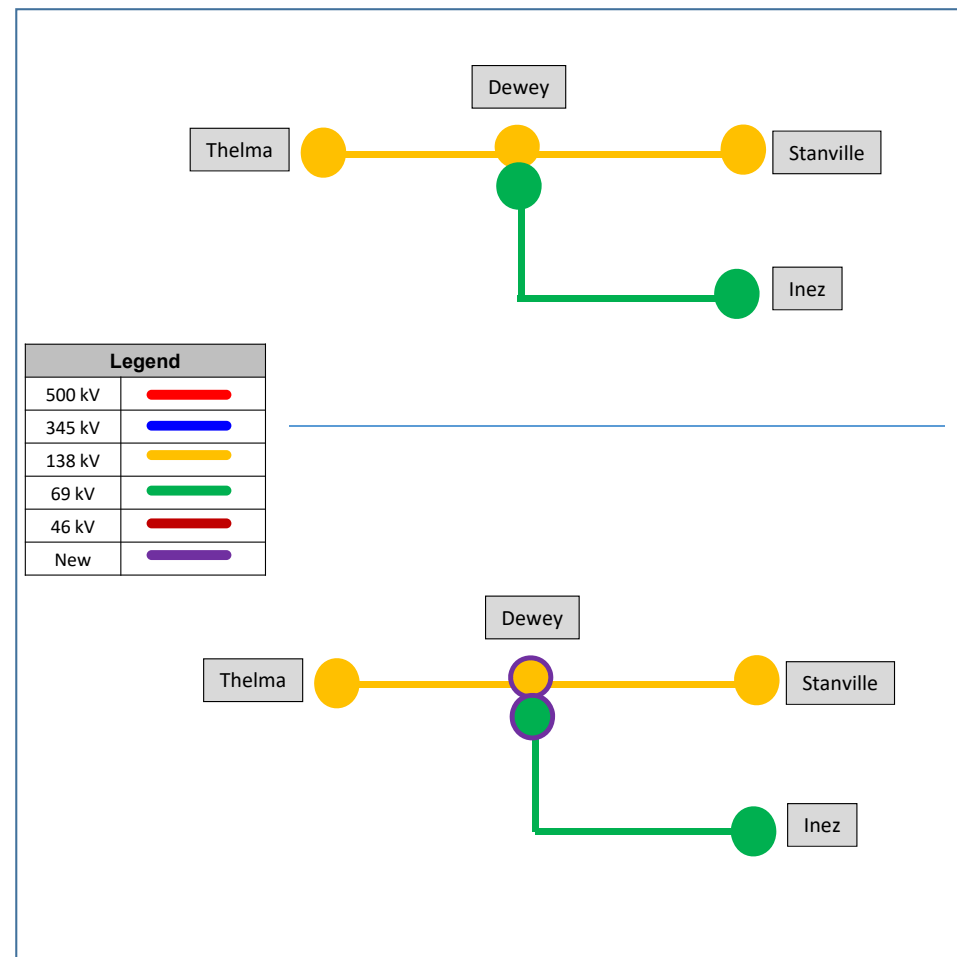 Dewey
Thelma
Stanville
Inez
Legend
500 kV
345 kV
138 kV
69 kV
46 kV
New
Dewey
Thelma
Stanville
Inez